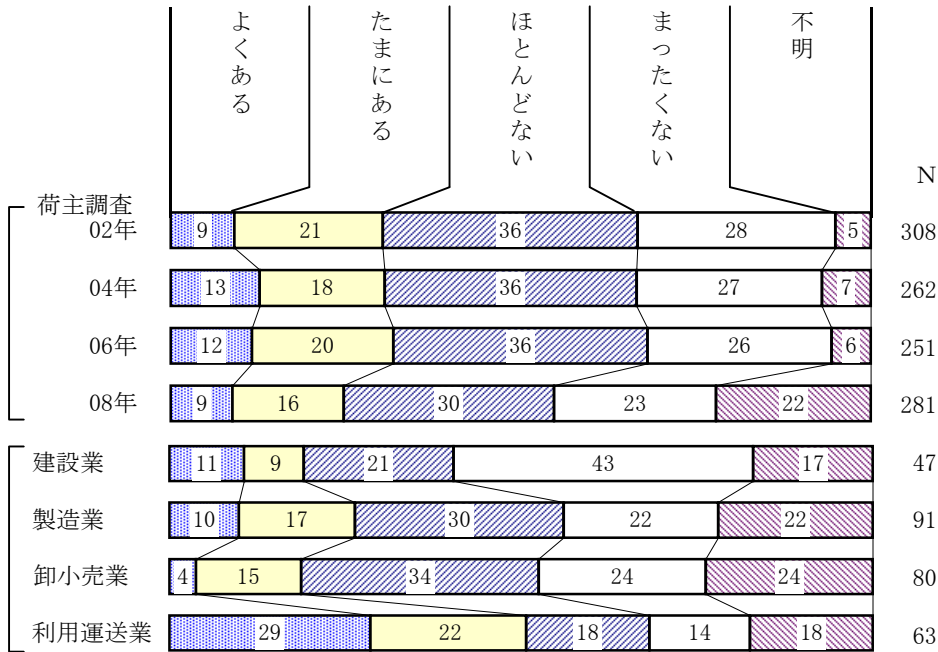 よくある
たまにある
ほとんどない
まったくない
不明
N
荷主調査
02年 9 21 36 28 5 308
04年 13 18 36 27 7 262
06年 12 20 36 26 6 251
08年 9 16 30 23 22 281
建設業 11 9 21 43 17 47
製造業 10 17 30 22 22 91
卸小売業 4 15 34 24 24 80
利用運送業 29 22 18 14 18 63